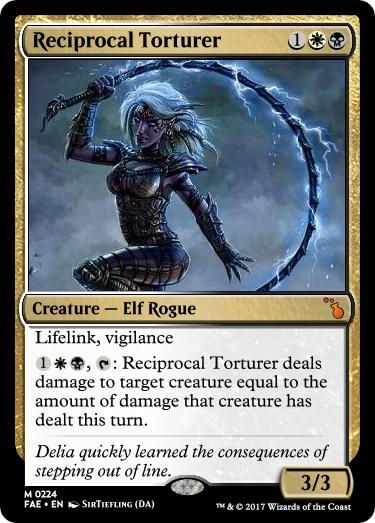 Reciprocal Torturer 1
Creature — Elf Rogue
Lifelink, vigilance
1, : Reciprocal Torturer deals
damage to target creature equal to the
amount of damage that creature has
dealt this turn.
Delia quickly learned the consequences of
stepping out of line.
3/3
M 0224
FAE • EN SirTiefling (DA)
™ & © 2017 Wizards of the Coast